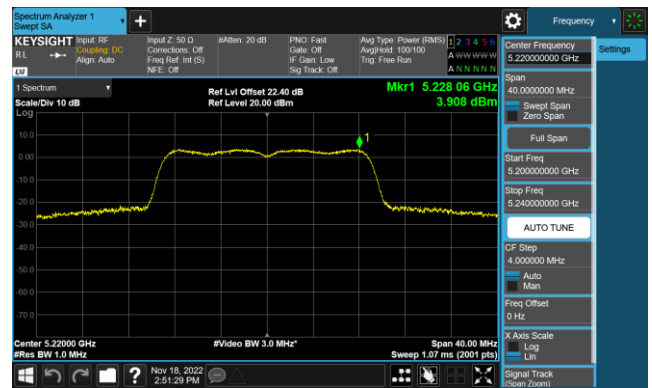 Spectrum Analyzer 1
Swept SA
Frequency
KEYSIGHT
Input: RF
Input Z: 50 Ω
#Atten: 20 dB
PNO: Fast
Avg Type: Power (RMS)
1 2 3 4 5 6
RL
Coupling: DC
Corrections: Off
Gate: Off
Avg|Hold: 100/100
A W W W W W
Align: Auto
Freq Ref: Int (S)
IF Gain: Low
Trig: Free Run
NFE: Off
Sig Track: Off
A N N N N N
LXI
1 Spectrum
Scale/Div 10 dB
Ref Lvl Offset 22.40 dB
Ref Level 20.00 dBm
Mkr1 5.228 06 GHz
3.908 dBm
Log
10.0
0.00
-10.0
-20.0
-30.0
-40.0
-50.0
-60.0
-70.0
1
Center 5.22000 GHz
#Video BW 3.0 MHz*
Span 40.00 MHz
#Res BW 1.0 MHz
Sweep 1.07 ms (2001 pts)
Nov 18, 2022
2:51:29 PM
Center Frequency
5.220000000 GHz
Settings
Span
40.0000000 MHz
Swept Span
Zero Span
Full Span
Start Freq
5.200000000 GHz
Stop Freq
5.240000000 GHz
AUTO TUNE
CF Step
4.000000 MHz
Auto
Man
Freq Offset
0 Hz
X Axis Scale
Log
Lin
Signal Track
(Span Zoom)